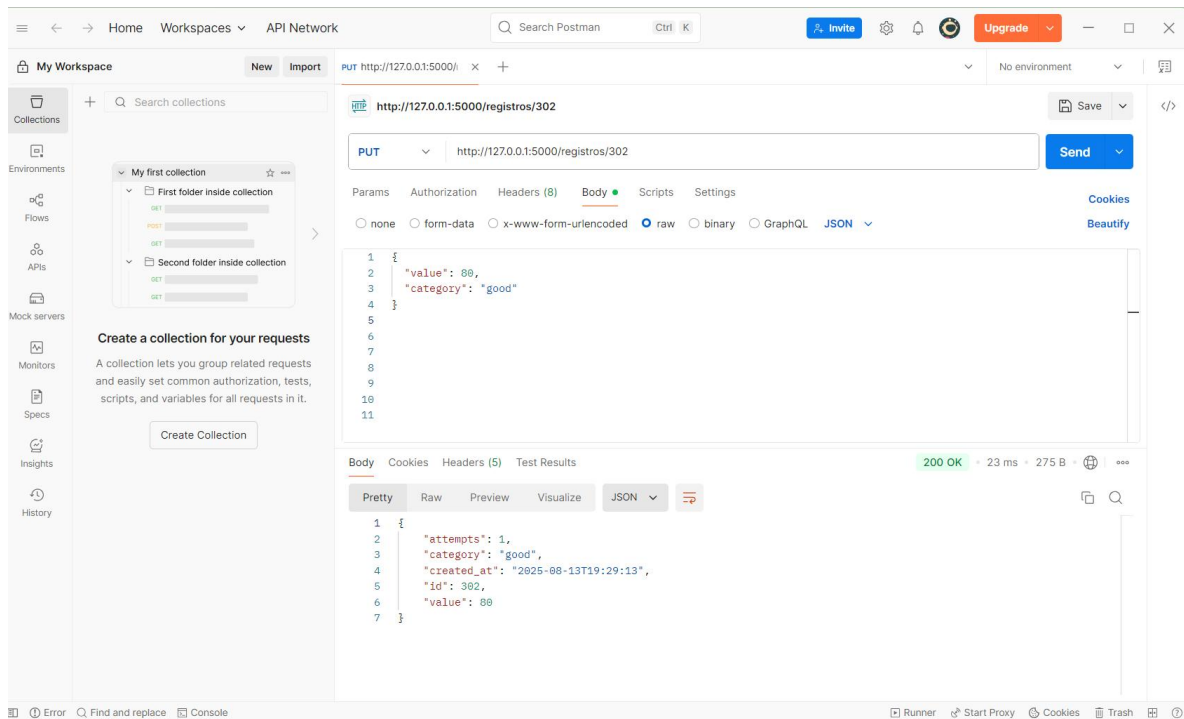 Home Workspaces API Network Search Postman Ctrl K Invite Upgrade
My Workspace New Import PUT http://127.0.0.1:5000/ No environment
Collections
Search collections
http://127.0.0.1:5000/registros/302 Save
PUT http://127.0.0.1:5000/registros/302 Send
Environments
Flows
APIs
Mock servers
Monitors
Specs
Insights
History
My first collection
First folder inside collection
GET
POST
GET
Second folder inside collection
GET
GET
Create a collection for your requests
A collection lets you group related requests
and easily set common authorization, tests,
scripts, and variables for all requests in it.
Create Collection
Params Authorization Headers (8) Body Scripts Settings Cookies
none form-data x-www-form-urlencoded raw binary GraphQL JSON Beautify
1 {
2 "value": 80,
3 "category": "good"
4 }
5
6
7
8
9
10
11
Body Cookies Headers (5) Test Results 200 OK 23 ms 275 B
Pretty Raw Preview Visualize JSON
1 {
2 "attempts": 1,
3 "category": "good",
4 "created_at": "2025-08-13T19:29:13",
5 "id": 302,
6 "value": 80
7 }
Error Find and replace Console Runner Start Proxy Cookies Trash